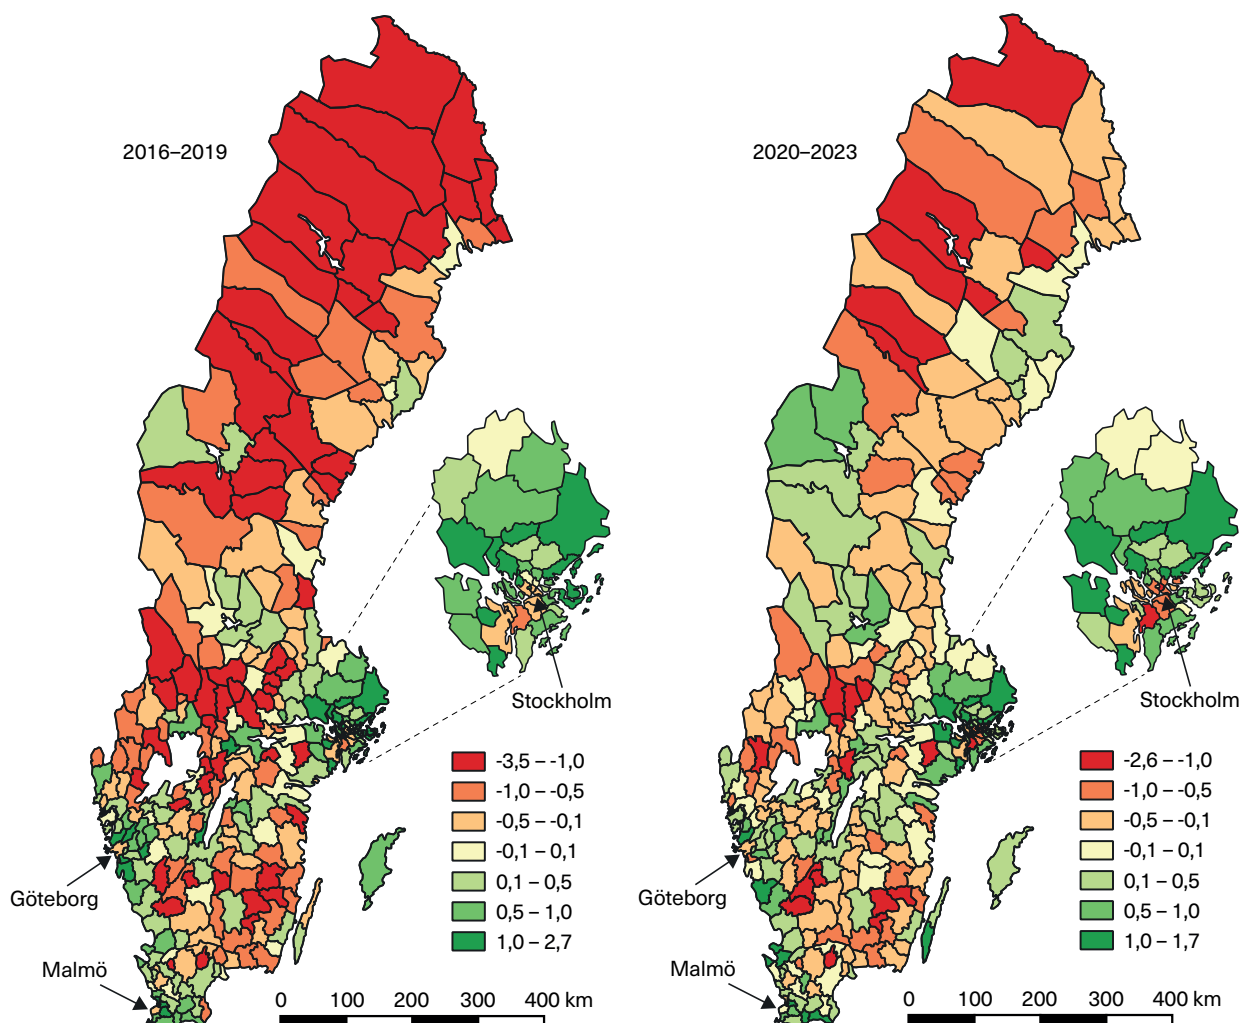 2016–2019
2020–2023
Stockholm
Stockholm
-3,5 – -1,0
-1,0 – -0,5
-0,5 – -0,1
-0,1 – 0,1
0,1 – 0,5
0,5 – 1,0
1,0 – 2,7
-2,6 – -1,0
-1,0 – -0,5
-0,5 – -0,1
-0,1 – 0,1
0,1 – 0,5
0,5 – 1,0
1,0 – 1,7
Göteborg
Göteborg
Malmö
Malmö
0 100 200 300 400 km
0 100 200 300 400 km